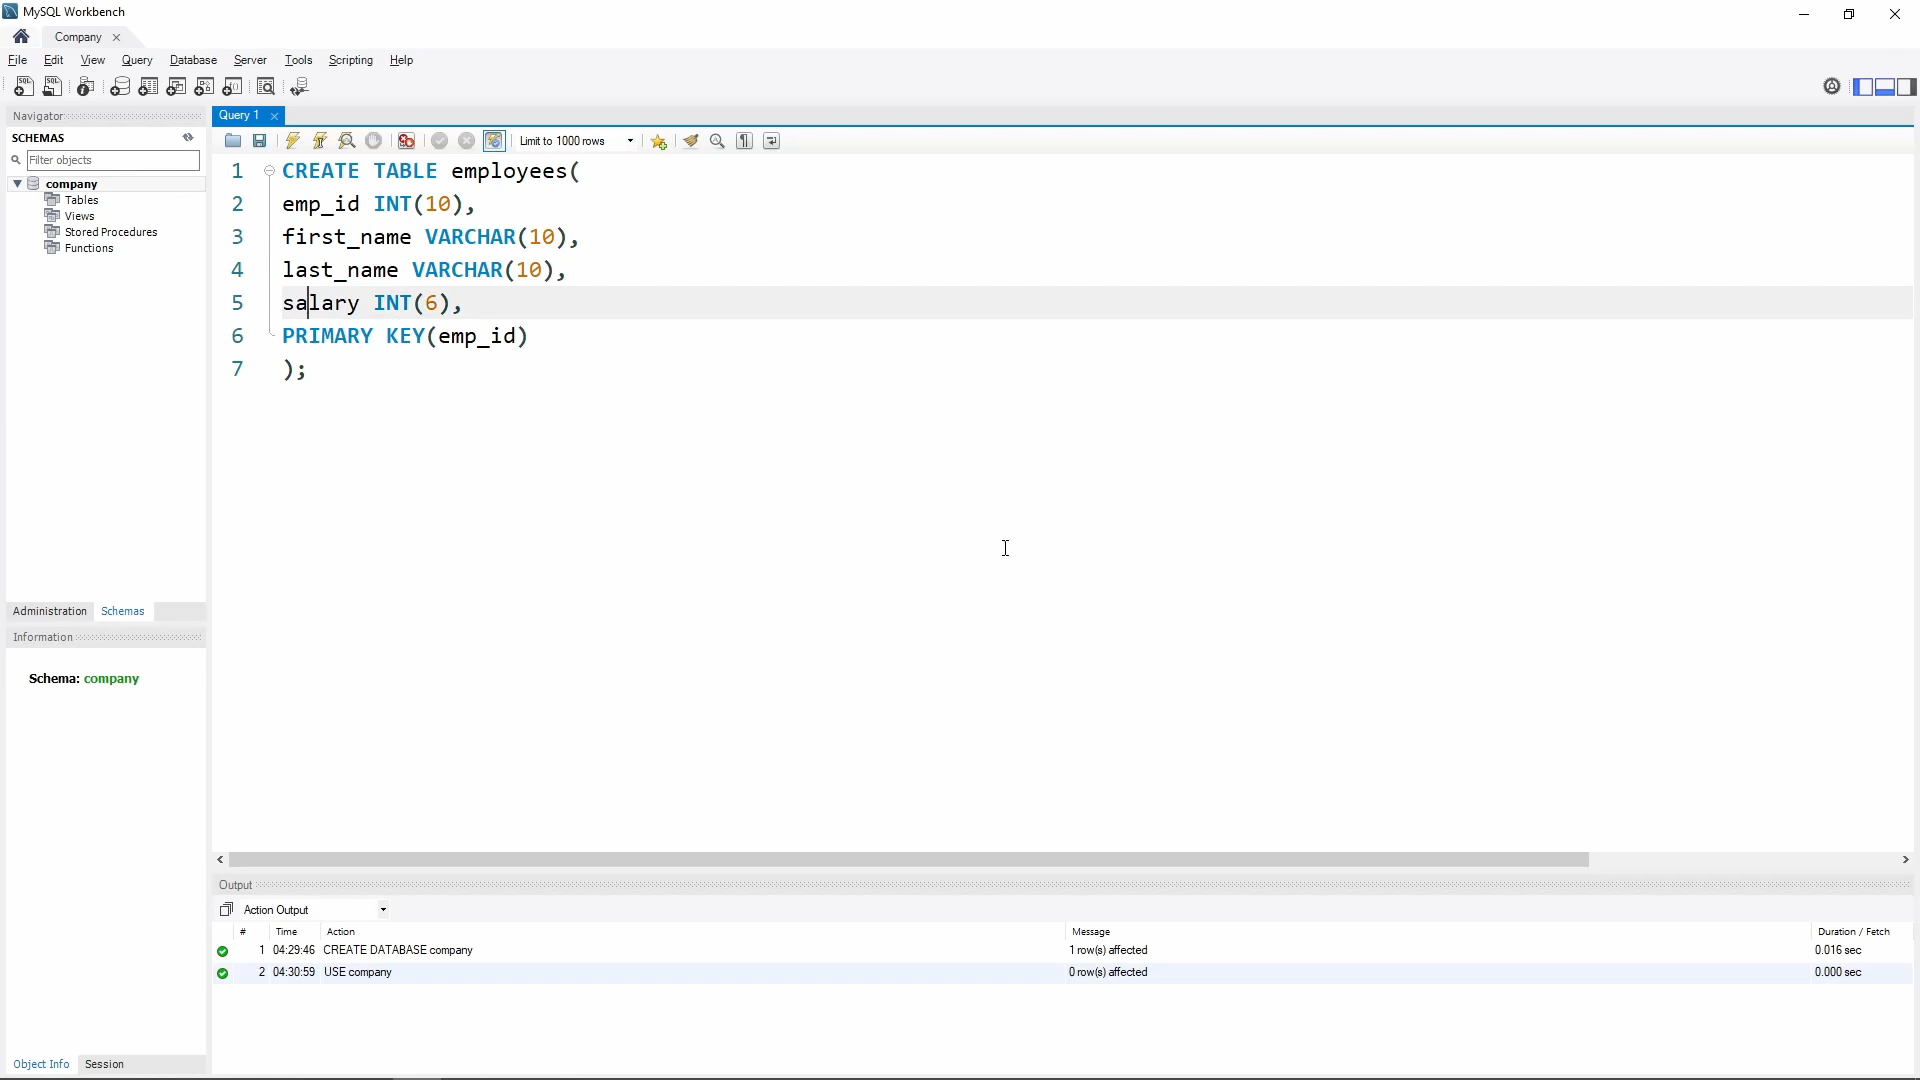 MySQL Workbench
Company
File Edit View Query Database Server Tools Scripting Help
Navigator
SCHEMAS
Filter objects
company
Tables
Views
Stored Procedures
Functions
Administration Schemas
Information
Schema: company
Object Info Session
Query 1
Limit to 1000 rows
1 CREATE TABLE employees(
2 emp_id INT(10),
3 first_name VARCHAR(10),
4 last_name VARCHAR(10),
5 salary INT(6),
6 PRIMARY KEY(emp_id)
7 );
Output
Action Output
# Time Action Message Duration / Fetch
1 04:29:46 CREATE DATABASE company 1 row(s) affected 0.016 sec
2 04:30:59 USE company 0 row(s) affected 0.000 sec